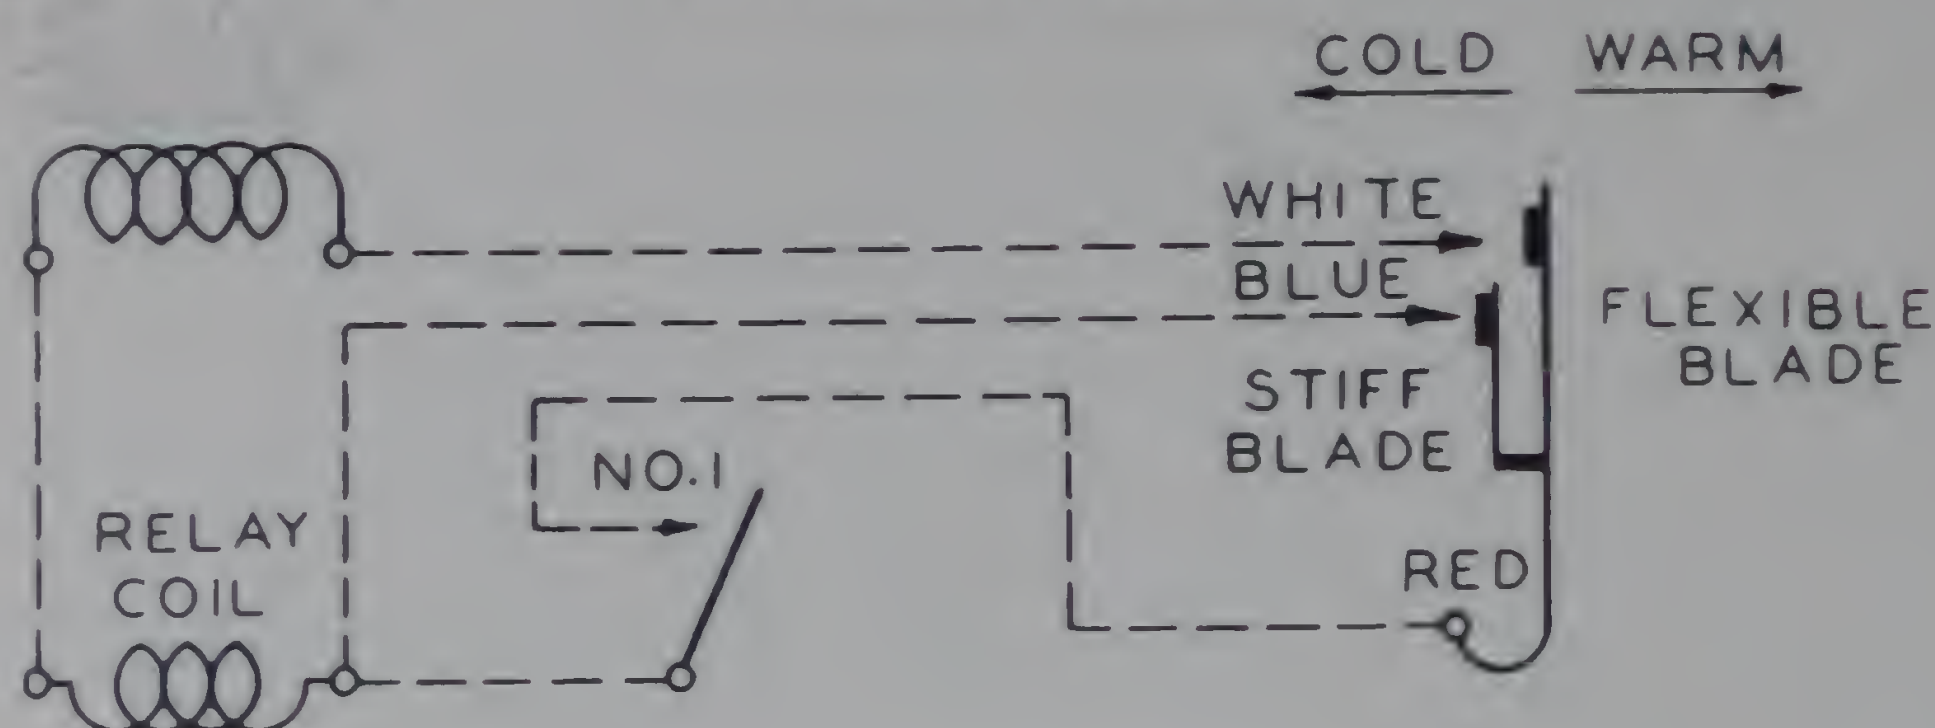 COLD WARM
WHITE
BLUE
FLEXIBLE
BLADE
STIFF
BLADE
NO.1
RELAY
COIL
RED